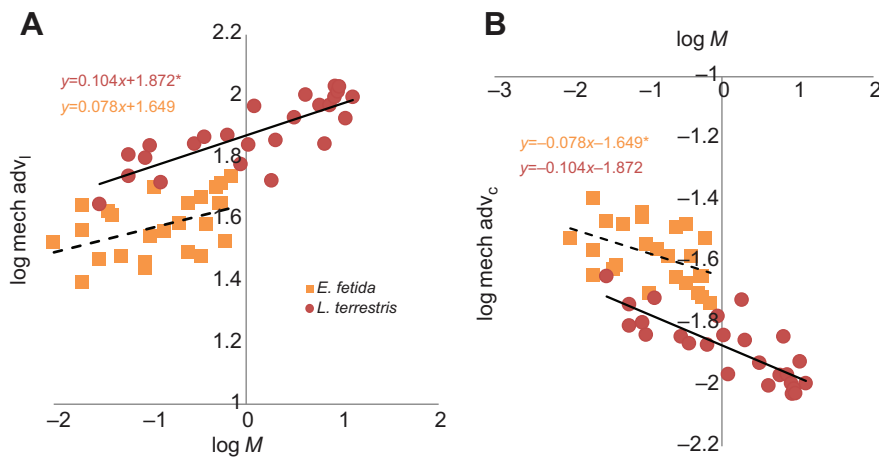 A
2.2
y=0.104x+1.872*
y=0.078x+1.649
2
1.8
1.6
1.4
1.2
1
log mech adv_l
E. fetida
L. terrestris
–2
–1
0
1
2
log M
B
log M
–3
–2
–1
0
1
2
–1
–1.2
y=–0.078x–1.649*
y=–0.104x–1.872
–1.4
–1.6
–1.8
–2
–2.2
log mech adv_c